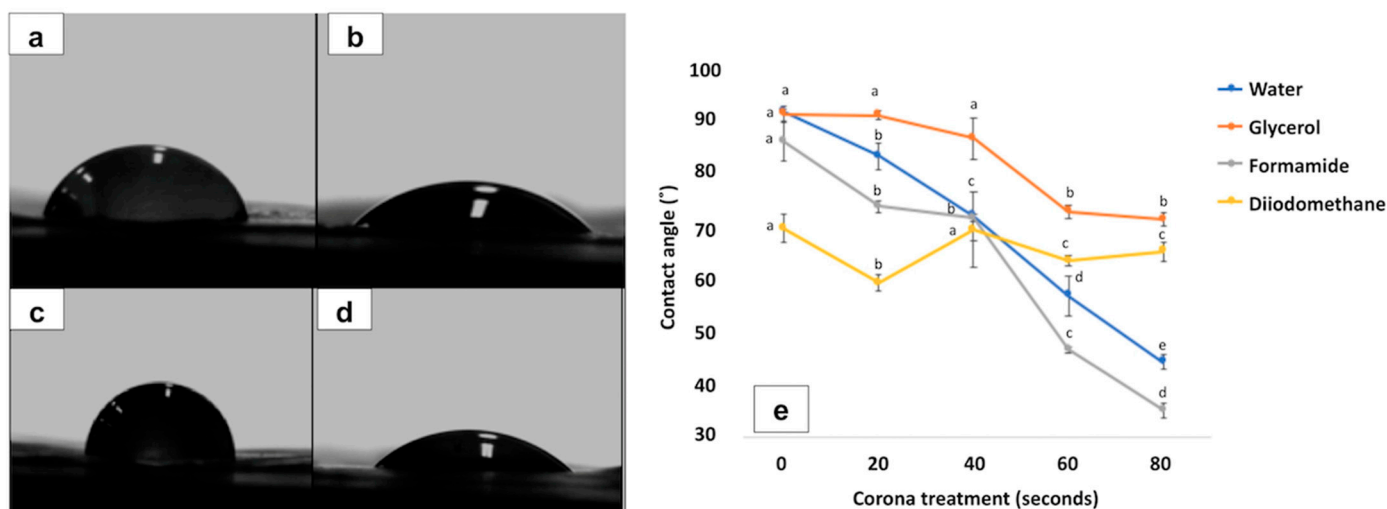 a
b
c
d
100
90
80
70
60
50
40
30
Contact angle (˚)
a
a
a
a
a
a
b
b
b
c
b
a
b
c
d
c
b
c
e
d
e
0
20
40
60
80
Corona treatment (seconds)
Water
Glycerol
Formamide
Diiodomethane